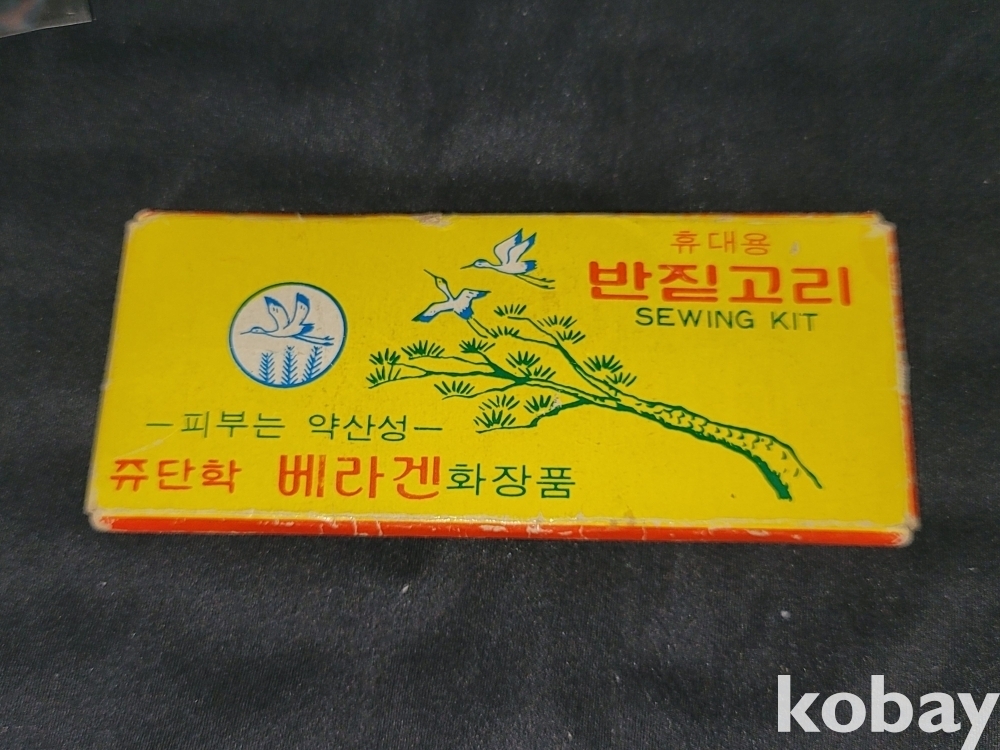 휴대용
반짇고리
SEWING KIT
—피부는 약산성—
쥬단학 베라겐화장품
kobay